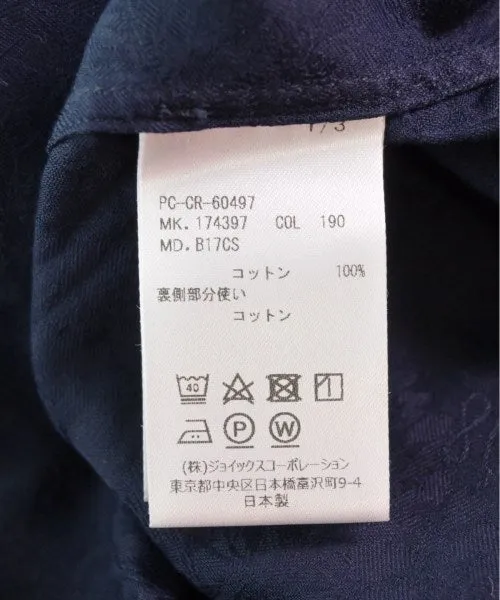 1/3
PC-CR-60497
MK. 174397 COL 190
MD. B17CS
コットン 100%
裏側部分使い
コットン
40
P W
(株)ジョイックスコーポレーション
東京都中央区日本橋富沢町9-4
日本製